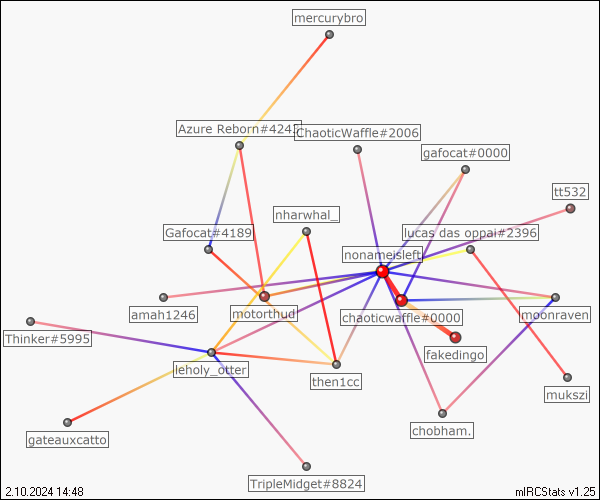 mercurybro
Azure Reborn#4243
ChaoticWaffle#2006
gafocat#0000
tt532
nharwhal_
Gafocat#4189
lucas das oppai#2396
nonameisleft
amah1246
motorthud
chaoticwaffle#0000
moonraven
Thinker#5995
fakedingo
leholy_otter
then1cc
mukszi
gateauxcatto
chobham.
TripleMidget#8824
2.10.2024 14:48
mIRCStats v1.25